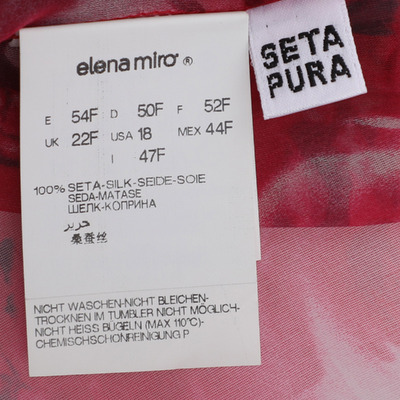 elena miro ®
SETA
PURA
E 54F D 50F F 52F
UK 22F USA 18 MEX 44F
I 47F
100% SETA-SILK-SEIDE-SOIE
SEDA-MATASE
ШЕЛК-КОПРИНА
حرير
桑蚕丝
NICHT WASCHEN-NICHT BLEICHEN-
TROCKNEN IM TUMBLER NICHT MÖGLICH-
NICHT HEISS BÜGELN (MAX 110°C)-
CHEMISCHSCHONREINIGUNG P